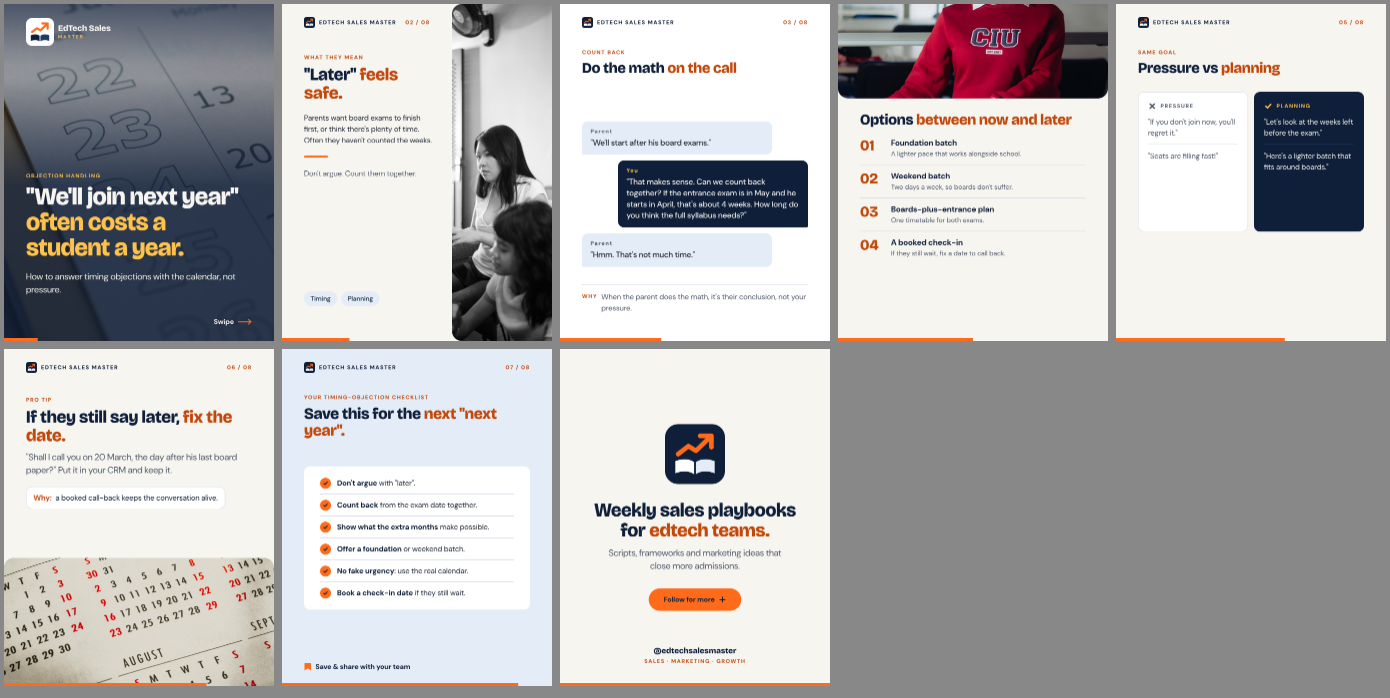 EdTech Sales
MASTER
22
13
23
20
OBJECTION HANDLING
"We'll join next year"
often costs a
student a year.
How to answer timing objections with the calendar, not
pressure.
Swipe
EDTECH SALES MASTER
02 / 08
WHAT THEY MEAN
"Later" feels
safe.
Parents want board exams to finish
first, or think there's plenty of time.
Often they haven't counted the weeks.
Don't argue. Count them together.
Timing
Planning
EDTECH SALES MASTER
03 / 08
COUNT BACK
Do the math on the call
Parent
"We'll start after his board exams."
You
"That makes sense. Can we count back
together? If the entrance exam is in May and he
starts in April, that's about 4 weeks. How long do
you think the full syllabus needs?"
Parent
"Hmm. That's not much time."
WHY When the parent does the math, it's their conclusion, not your
pressure.
CIU
Options between now and later
01 Foundation batch
A lighter pace that works alongside school.
02 Weekend batch
Two days a week, so boards don't suffer.
03 Boards-plus-entrance plan
One timetable for both exams.
04 A booked check-in
If they still wait, fix a date to call back.
EDTECH SALES MASTER
05 / 08
SAME GOAL
Pressure vs planning
PRESSURE
"If you don't join now, you'll
regret it."
"Seats are filling fast!"
PLANNING
"Let's look at the weeks left
before the exam."
"Here's a lighter batch that
fits around boards."
EDTECH SALES MASTER
06 / 08
PRO TIP
If they still say later, fix the
date.
"Shall I call you on 20 March, the day after his last board
paper?" Put it in your CRM and keep it.
Why: a booked call-back keeps the conversation alive.
AUGUST
SEPT
EDTECH SALES MASTER
07 / 08
YOUR TIMING-OBJECTION CHECKLIST
Save this for the next "next
year".
Don't argue with "later".
Count back from the exam date together.
Show what the extra months make possible.
Offer a foundation or weekend batch.
No fake urgency: use the real calendar.
Book a check-in date if they still wait.
Save & share with your team
Weekly sales playbooks
for edtech teams.
Scripts, frameworks and marketing ideas that
close more admissions.
Follow for more +
@edtechsalesmaster
SALES · MARKETING · GROWTH